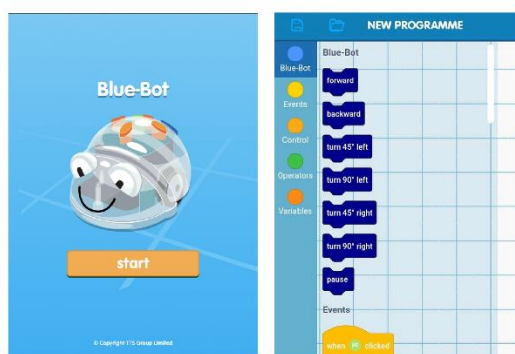 Blue-Bot
start
© Copyright TTS Group Limited
NEW PROGRAMME
Blue-Bot
Events
Control
Operators
Variables
Blue-Bot
forward
backward
turn 45° left
turn 90° left
turn 45° right
turn 90° right
pause
Events
when clicked